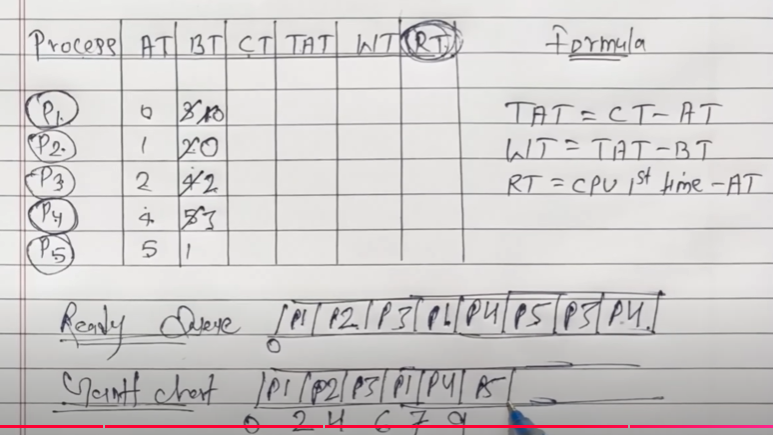 Process AT BT CT TAT WT RT Formula
P1 0 3 1 0
TAT = CT - AT
P2 1 2 0
WT = TAT - BT
P3 2 4 2
RT = CPU 1st time - AT
P4 4 5 3
P5 5 1
Ready Queue P1 P2 P3 P1 P4 P5 P3 P4
0
Gantt chart P1 P2 P3 P1 P4 P5
0 2 4 6 7 9